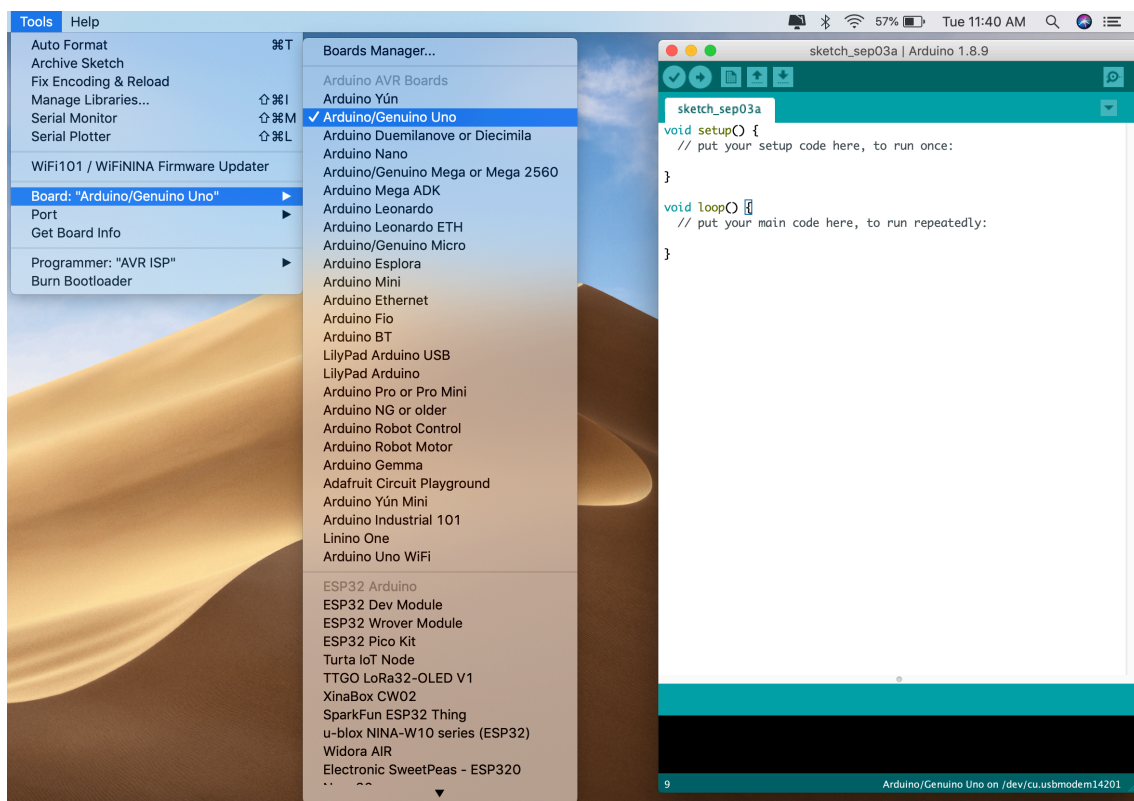 Tools Help
57% Tue 11:40 AM
Auto Format ⌘T
Archive Sketch
Fix Encoding & Reload
Manage Libraries... ⇧⌘I
Serial Monitor ⇧⌘M
Serial Plotter ⇧⌘L
WiFi101 / WiFiNINA Firmware Updater
Board: "Arduino/Genuino Uno"
Port
Get Board Info
Programmer: "AVR ISP"
Burn Bootloader
Boards Manager...
Arduino AVR Boards
Arduino Yún
✓ Arduino/Genuino Uno
Arduino Duemilanove or Diecimila
Arduino Nano
Arduino/Genuino Mega or Mega 2560
Arduino Mega ADK
Arduino Leonardo
Arduino Leonardo ETH
Arduino/Genuino Micro
Arduino Esplora
Arduino Mini
Arduino Ethernet
Arduino Fio
Arduino BT
LilyPad Arduino USB
LilyPad Arduino
Arduino Pro or Pro Mini
Arduino NG or older
Arduino Robot Control
Arduino Robot Motor
Arduino Gemma
Adafruit Circuit Playground
Arduino Yún Mini
Arduino Industrial 101
Linino One
Arduino Uno WiFi
ESP32 Arduino
ESP32 Dev Module
ESP32 Wrover Module
ESP32 Pico Kit
Turta IoT Node
TTGO LoRa32-OLED V1
XinaBox CW02
SparkFun ESP32 Thing
u-blox NINA-W10 series (ESP32)
Widora AIR
Electronic SweetPeas - ESP320
sketch_sep03a | Arduino 1.8.9
sketch_sep03a
void setup() {
// put your setup code here, to run once:
}
void loop() {
// put your main code here, to run repeatedly:
}
9 Arduino/Genuino Uno on /dev/cu.usbmodem14201